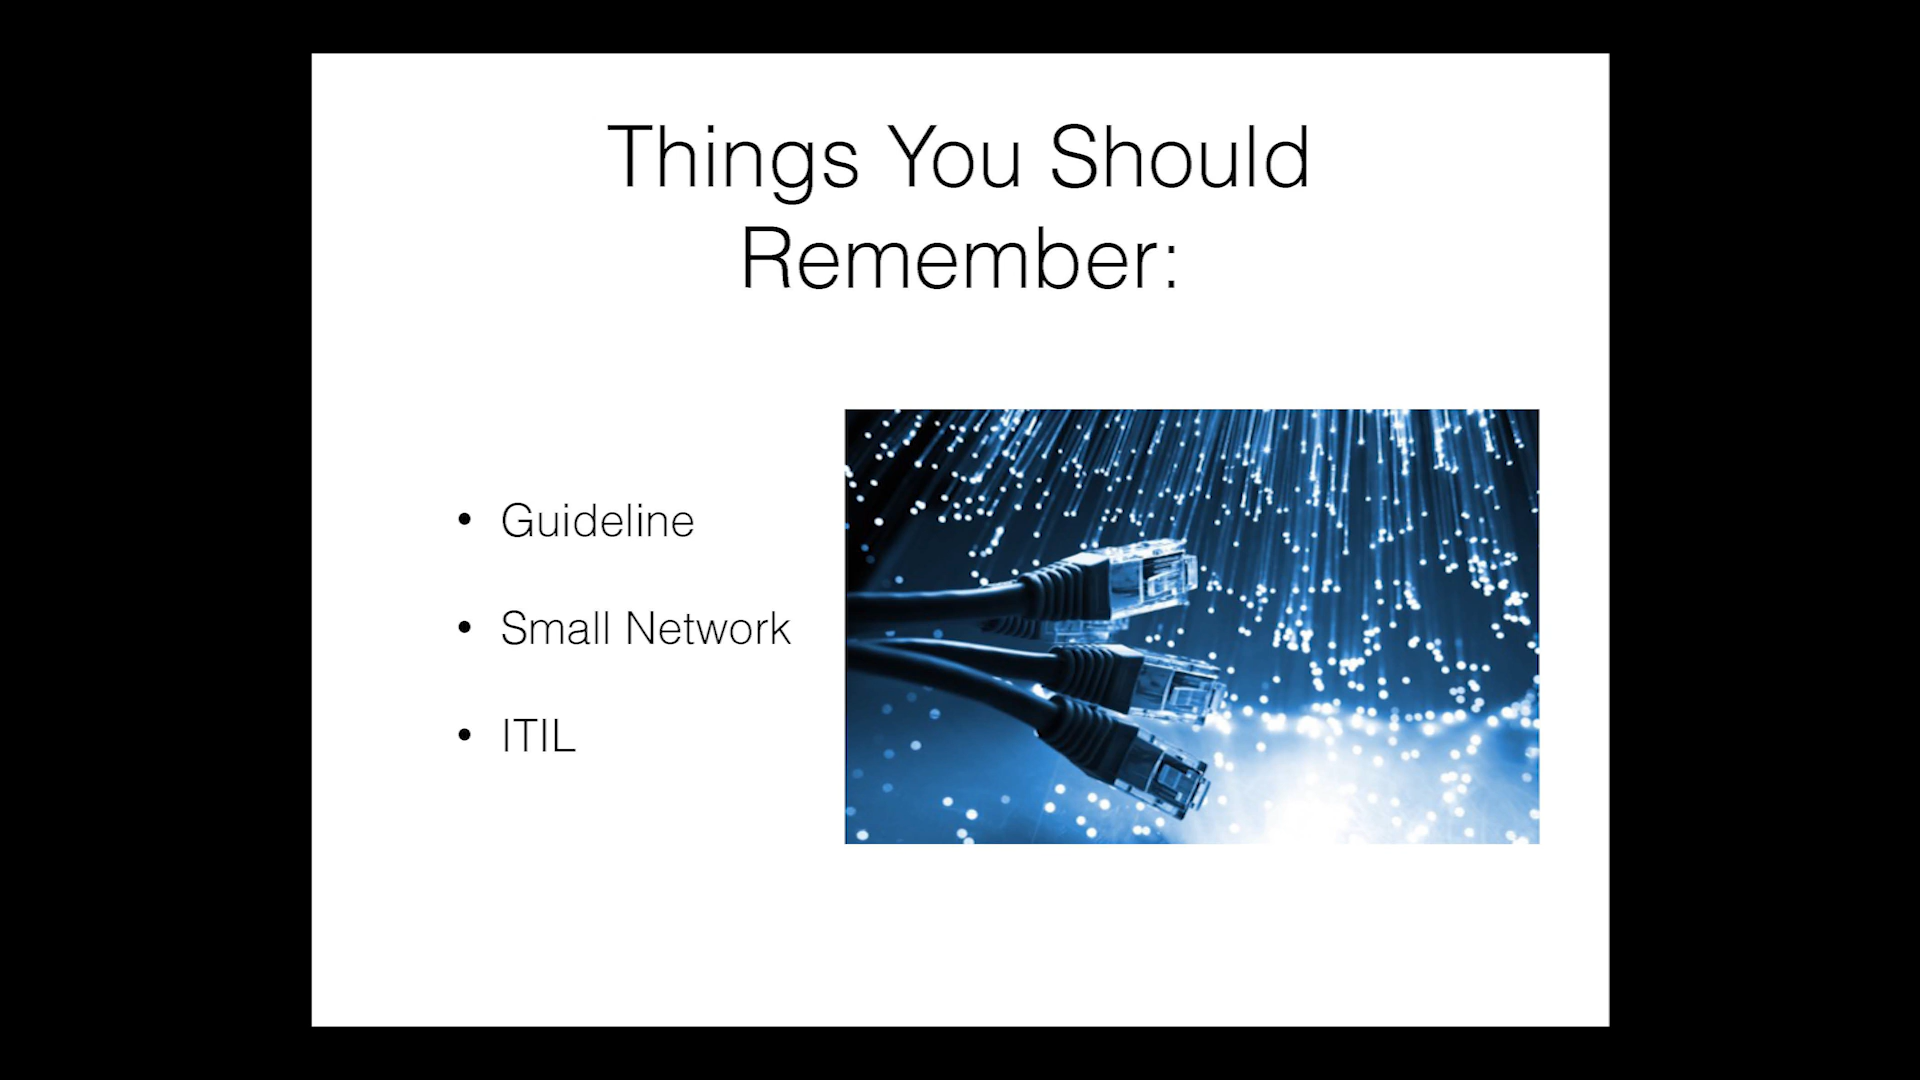 Things You Should
Remember:
• Guideline
• Small Network
• ITIL